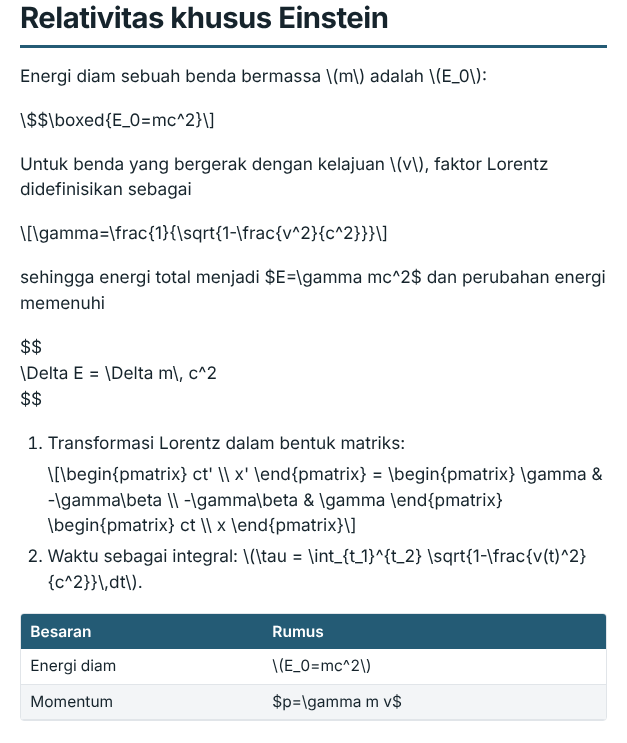 Relativitas khusus Einstein
Energi diam sebuah benda bermassa \(m\) adalah \(E_0\):
\$$\boxed{E_0=mc^2}\]
Untuk benda yang bergerak dengan kelajuan \(v\), faktor Lorentz
didefinisikan sebagai
\[\gamma=\frac{1}{\sqrt{1-\frac{v^2}{c^2}}}\]
sehingga energi total menjadi $E=\gamma mc^2$ dan perubahan energi
memenuhi
$$
\Delta E = \Delta m\, c^2
$$
1. Transformasi Lorentz dalam bentuk matriks:
\[\begin{pmatrix} ct' \\ x' \end{pmatrix} = \begin{pmatrix} \gamma &
-\gamma\beta \\ -\gamma\beta & \gamma \end{pmatrix}
\begin{pmatrix} ct \\ x \end{pmatrix}\]
2. Waktu sebagai integral: \(\tau = \int_{t_1}^{t_2} \sqrt{1-\frac{v(t)^2}
{c^2}}\,dt\).
Besaran Rumus
Energi diam \(E_0=mc^2\)
Momentum $p=\gamma m v$